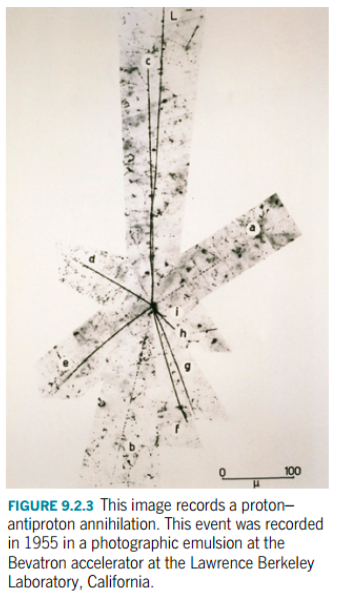 L
c
a
d
i
h
e
g
f
b
0 100
μ
FIGURE 9.2.3 This image records a proton–
antiproton annihilation. This event was recorded
in 1955 in a photographic emulsion at the
Bevatron accelerator at the Lawrence Berkeley
Laboratory, California.